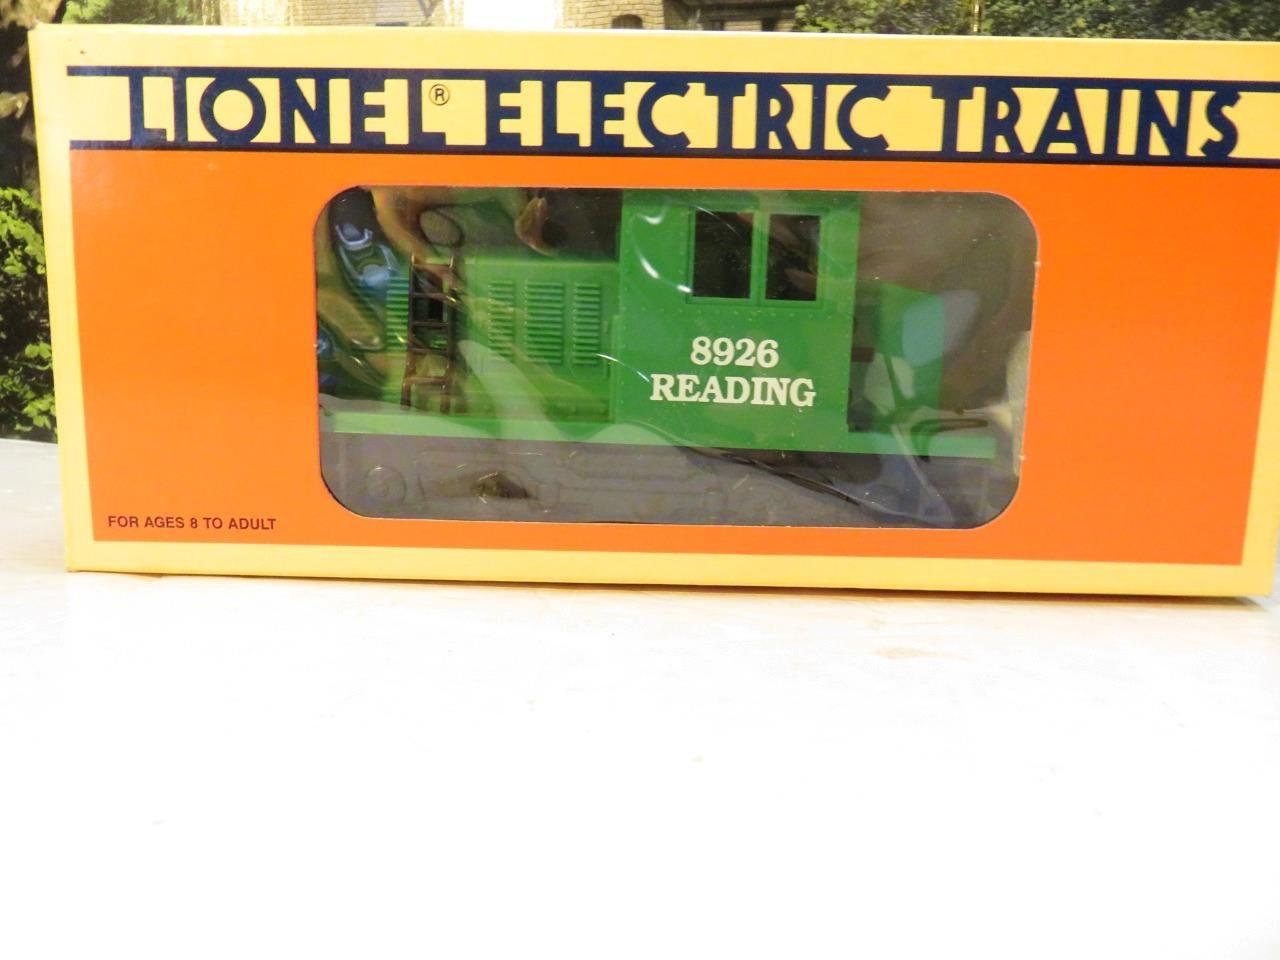 LIONEL® ELECTRIC TRAINS
8926
READING
FOR AGES 8 TO ADULT